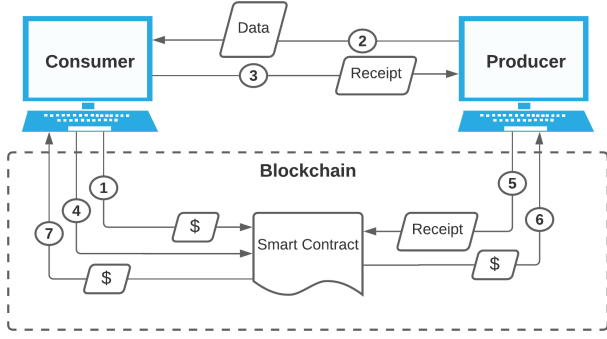 Data
2
Consumer
Producer
3
Receipt
Blockchain
1
5
4
6
7
$
Receipt
Smart Contract
$
$